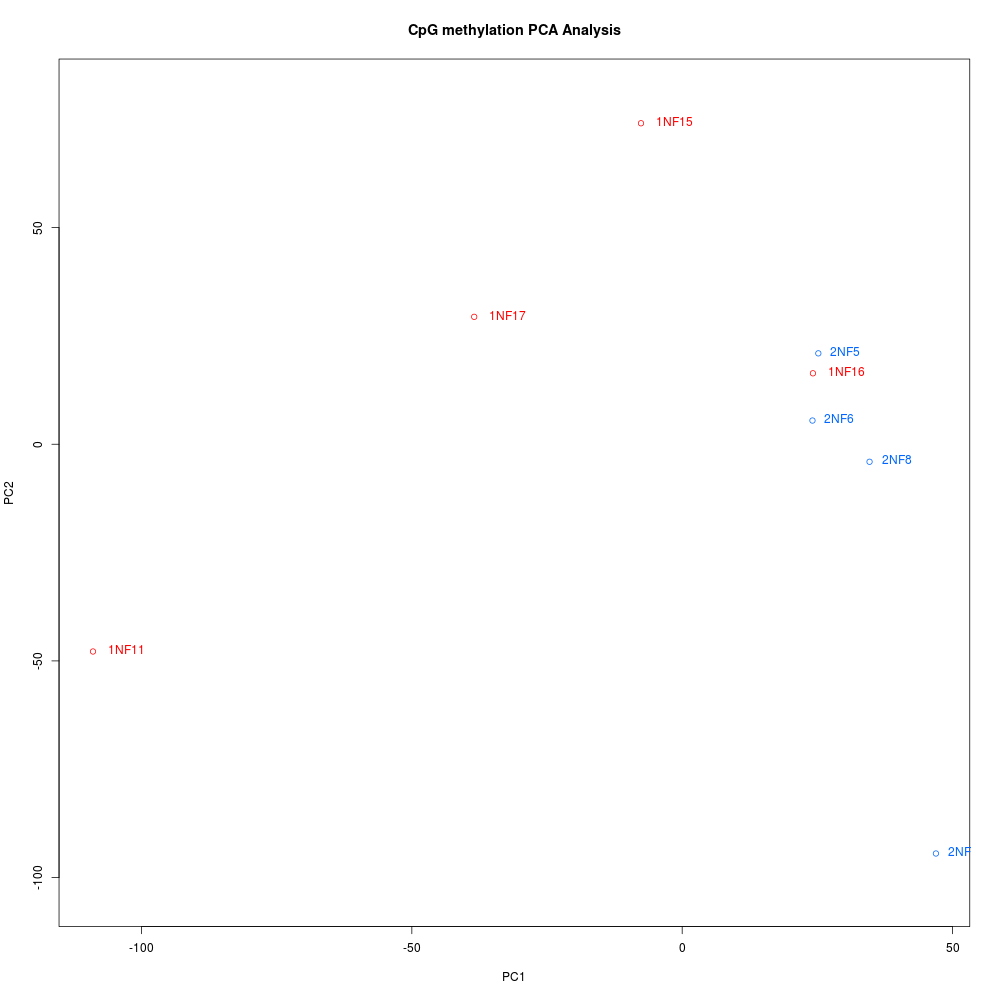 CpG methylation PCA Analysis
1NF15
50
1NF17
2NF5
1NF16
2NF6
0
2NF8
PC2
-50
1NF11
2NF
-100
-100 -50 0 50
PC1